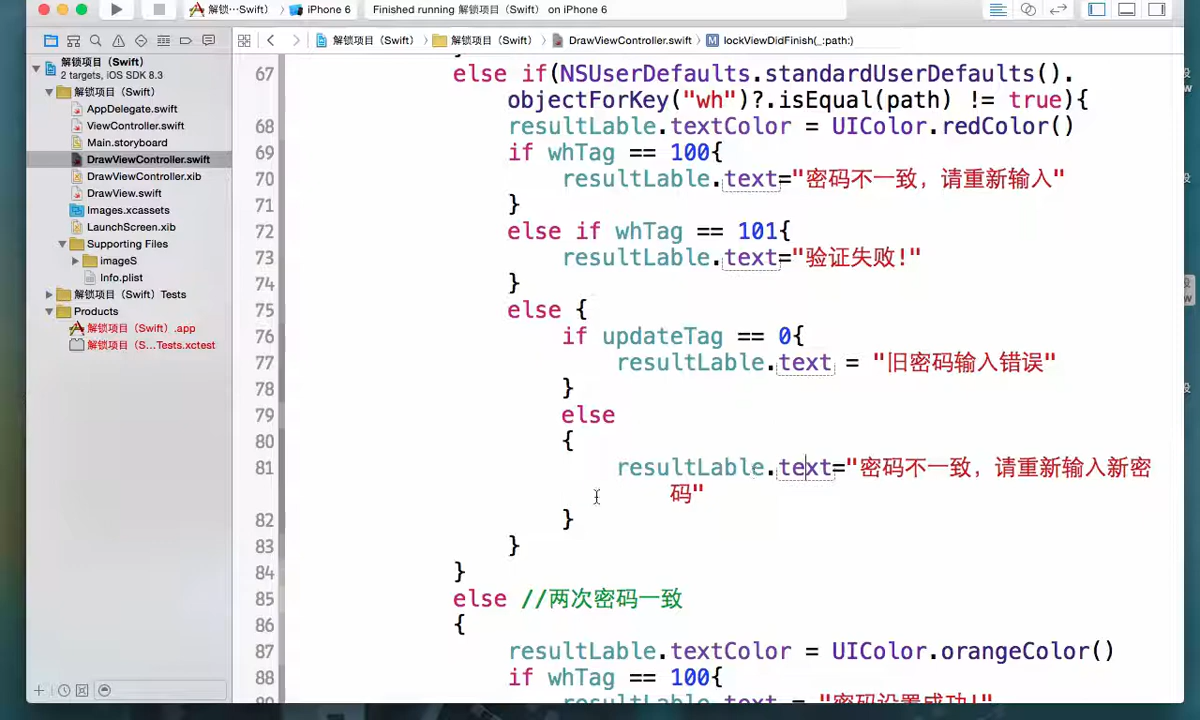 解锁⋯Swift）
iPhone 6
Finished running 解锁项目（Swift） on iPhone 6
解锁项目（Swift）
解锁项目（Swift）
DrawViewController.swift
M lockViewDidFinish(_:path:)
解锁项目（Swift）
2 targets, iOS SDK 8.3
解锁项目（Swift）
AppDelegate.swift
ViewController.swift
Main.storyboard
DrawViewController.swift
DrawViewController.xib
DrawView.swift
Images.xcassets
LaunchScreen.xib
Supporting Files
imageS
Info.plist
解锁项目（Swift）Tests
Products
解锁项目（Swift）.app
解锁项目（S…Tests.xctest
67 else if(NSUserDefaults.standardUserDefaults().
objectForKey("wh")?.isEqual(path) != true){
68 resultLable.textColor = UIColor.redColor()
69 if whTag == 100{
70 resultLable.text="密码不一致，请重新输入"
71 }
72 else if whTag == 101{
73 resultLable.text="验证失败!"
74 }
75 else {
76 if updateTag == 0{
77 resultLable.text = "旧密码输入错误"
78 }
79 else
80 {
81 resultLable.text="密码不一致，请重新输入新密
码"
82 }
83 }
84 }
85 else //两次密码一致
86 {
87 resultLable.textColor = UIColor.orangeColor()
88 if whTag == 100{
resultLable.text = "密码设置成功!"